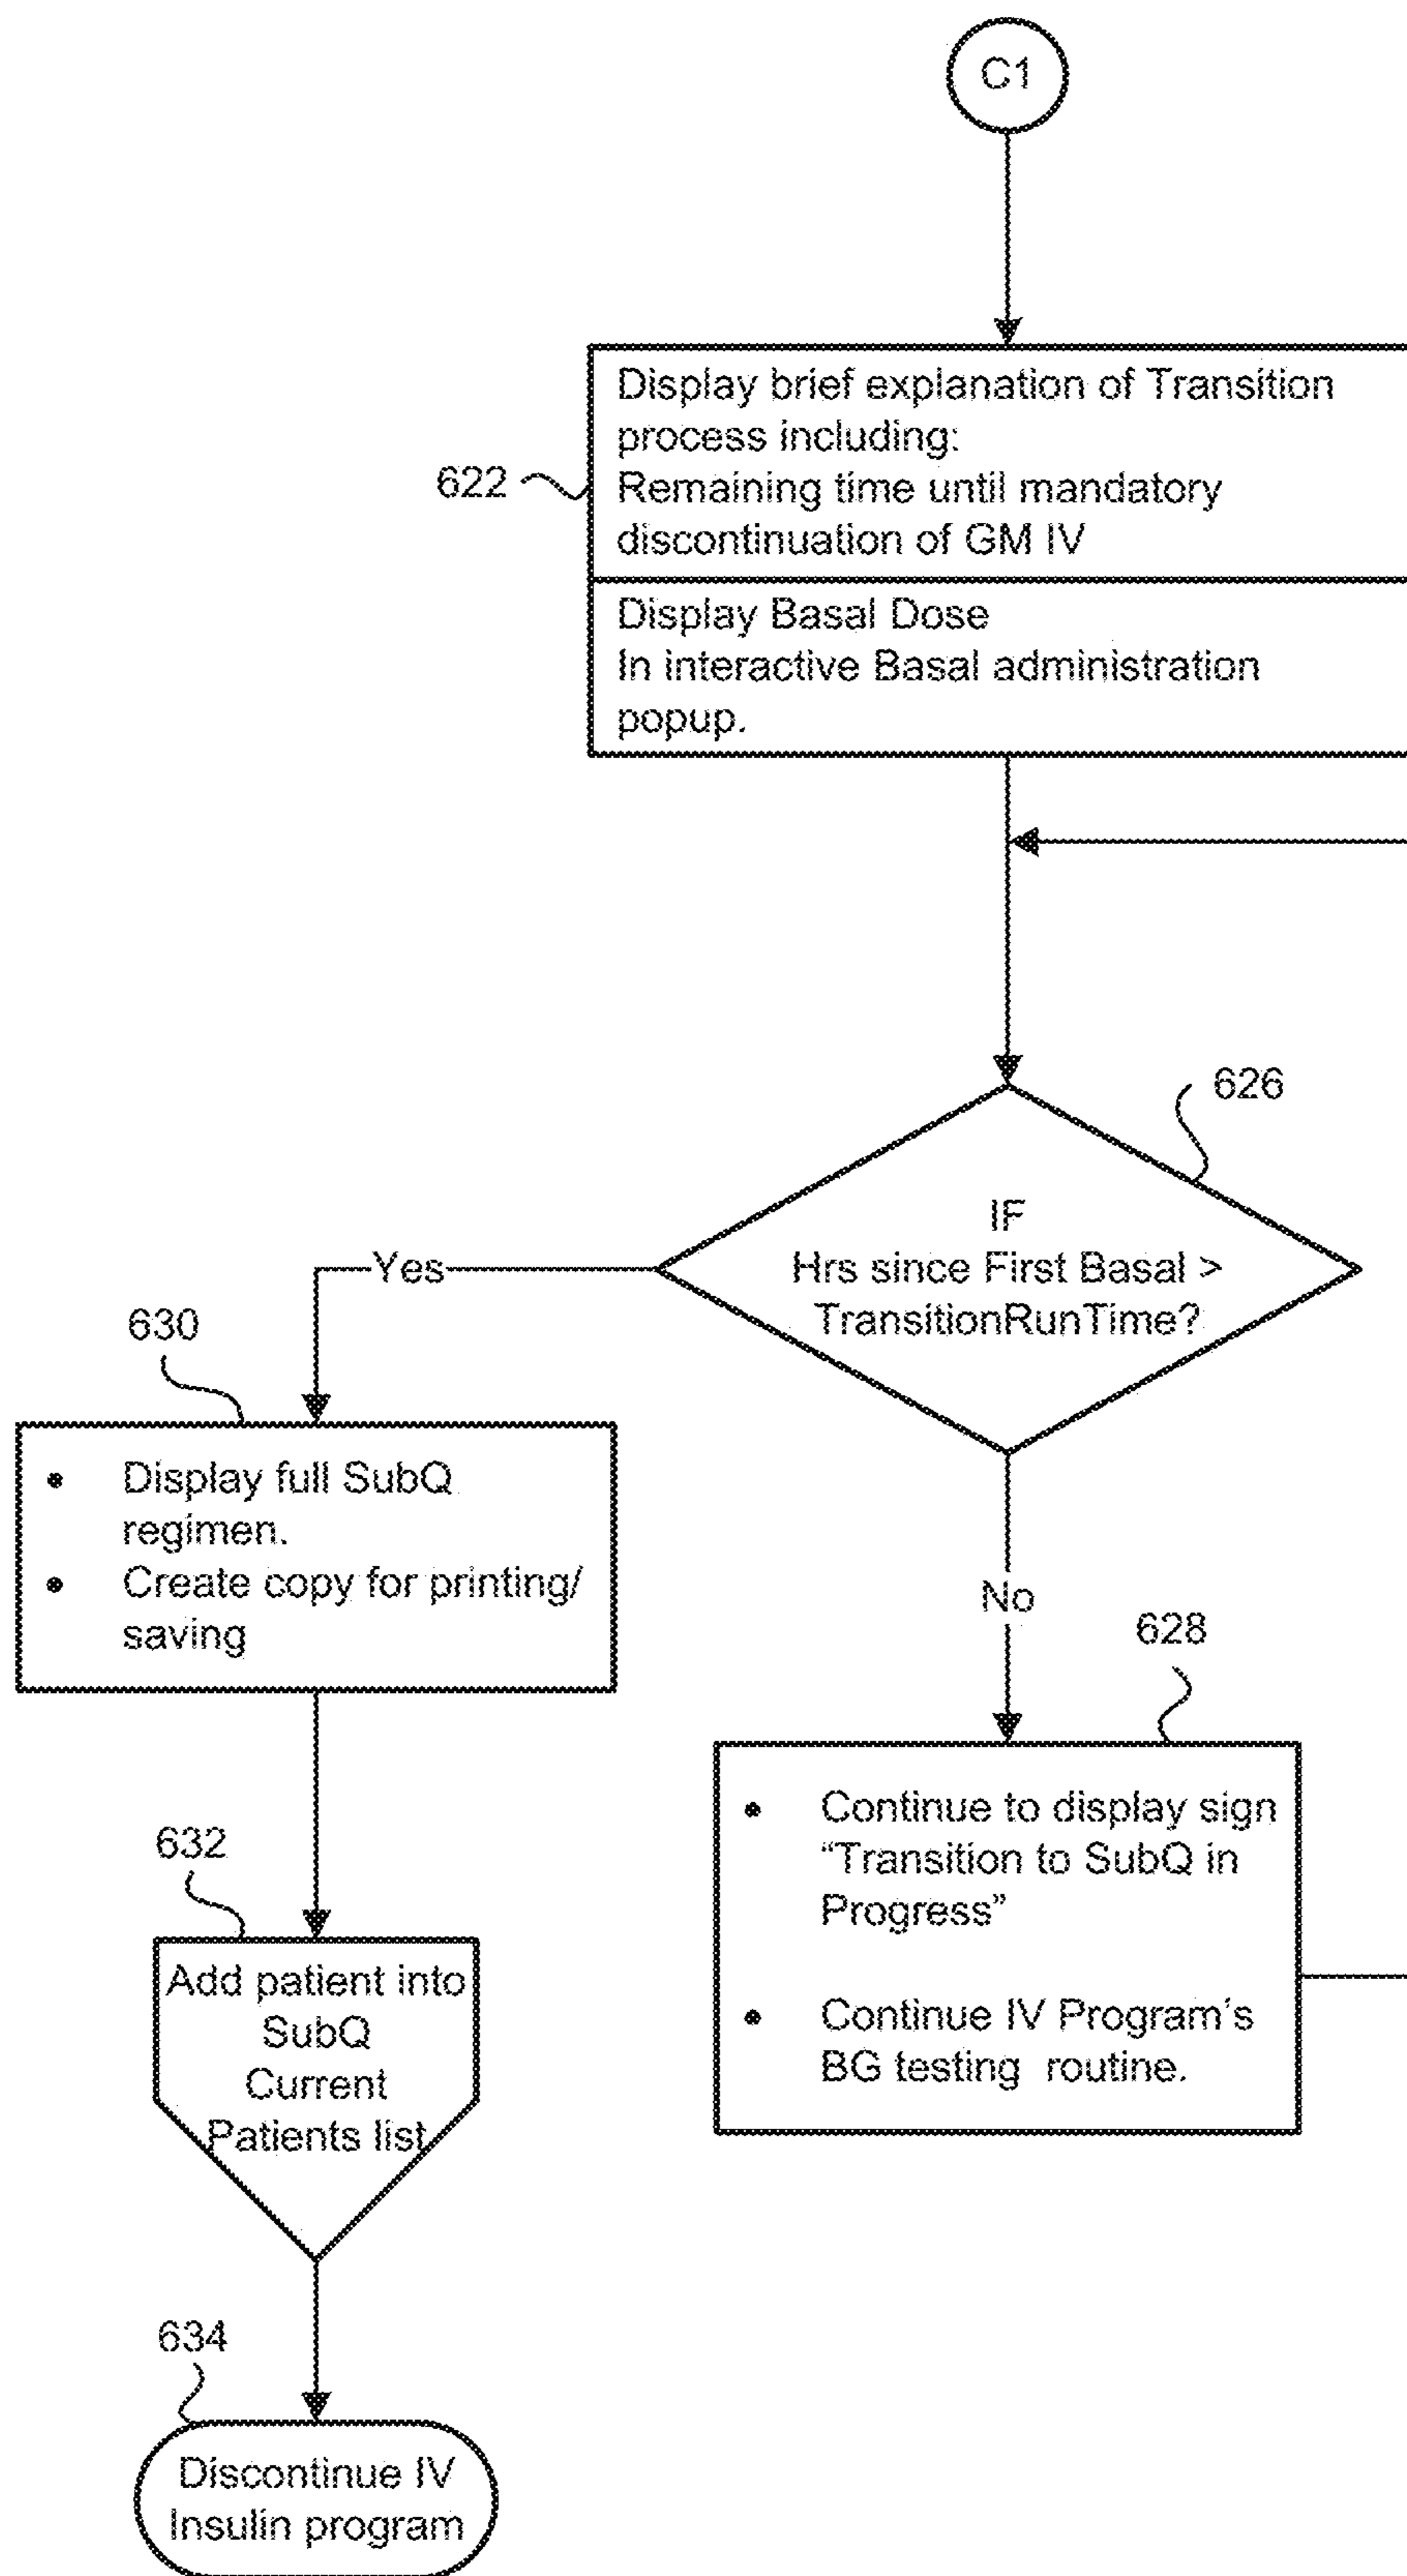 C1
Display brief explanation of Transition
process including:
Remaining time until mandatory
discontinuation of GM IV
622
Display Basal Dose
In interactive Basal administration
popup.
626
IF
Hrs since First Basal >
TransitionRunTime?
Yes
630
• Display full SubQ
regimen.
• Create copy for printing/
saving
No
628
• Continue to display sign
“Transition to SubQ in
Progress”
• Continue IV Program's
BG testing routine.
632
Add patient into
SubQ
Current
Patients list
634
Discontinue IV
Insulin program